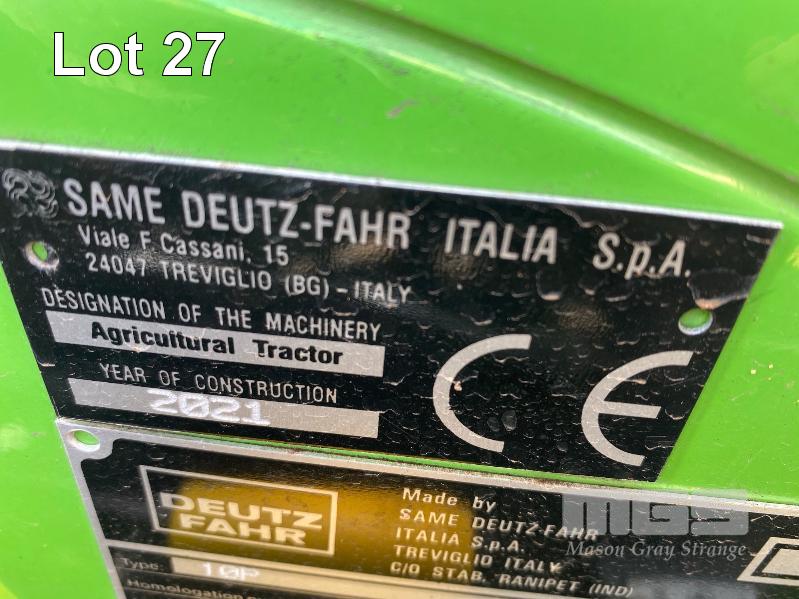 Lot 27
SAME DEUTZ-FAHR ITALIA S.p.A.
Viale F. Cassani, 15
24047 TREVIGLIO (BG) - ITALY
DESIGNATION OF THE MACHINERY
Agricultural Tractor
YEAR OF CONSTRUCTION
2021
CE
DEUTZ
FAHR
Made by
SAME DEUTZ-FAHR
ITALIA S.p.A.
TREVIGLIO ITALY
C/O STAB. RANIPET (IND)
MGS
Mason Gray Strange
Type: 10P
Homologation